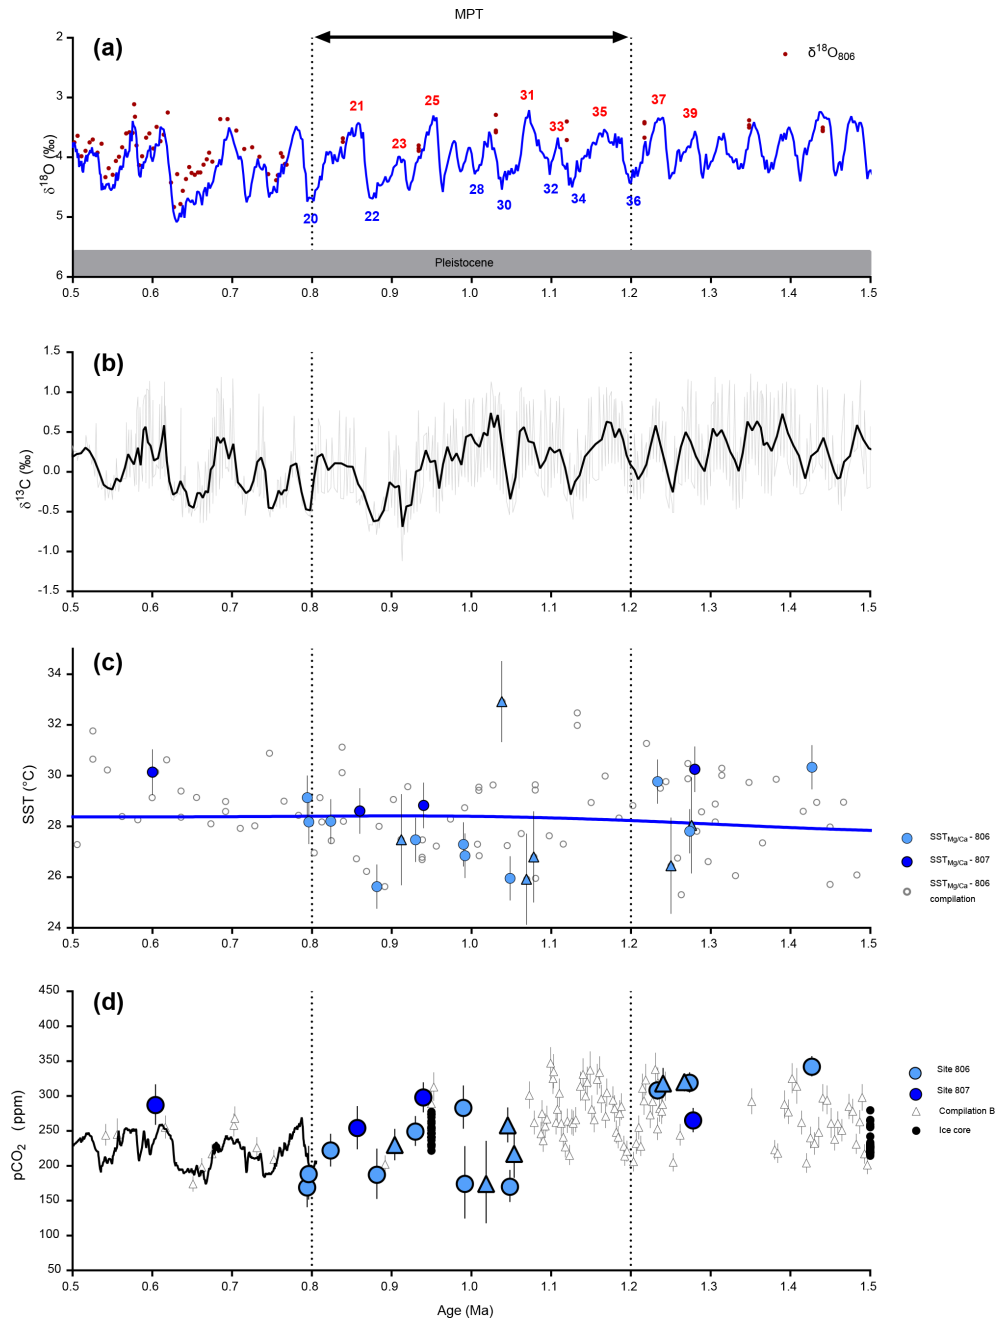 MPT
(a)
δ18O806
2
3
4
5
6
δ18O (‰)
21
25
31
37
23
33
35
39
20
22
28
30
32
34
36
Pleistocene
0.5 0.6 0.7 0.8 0.9 1.0 1.1 1.2 1.3 1.4 1.5
(b)
1.5
1.0
0.5
0.0
-0.5
-1.0
-1.5
δ13C (‰)
0.5 0.6 0.7 0.8 0.9 1.0 1.1 1.2 1.3 1.4 1.5
(c)
34
32
30
28
26
24
SST (°C)
SSTMg/Ca - 806
SSTMg/Ca - 807
SSTMg/Ca - 806
compilation
0.5 0.6 0.7 0.8 0.9 1.0 1.1 1.2 1.3 1.4 1.5
(d)
450
400
350
300
250
200
150
100
50
pCO2 (ppm)
Site 806
Site 807
Compilation B
Ice core
0.5 0.6 0.7 0.8 0.9 1.0 1.1 1.2 1.3 1.4 1.5
Age (Ma)